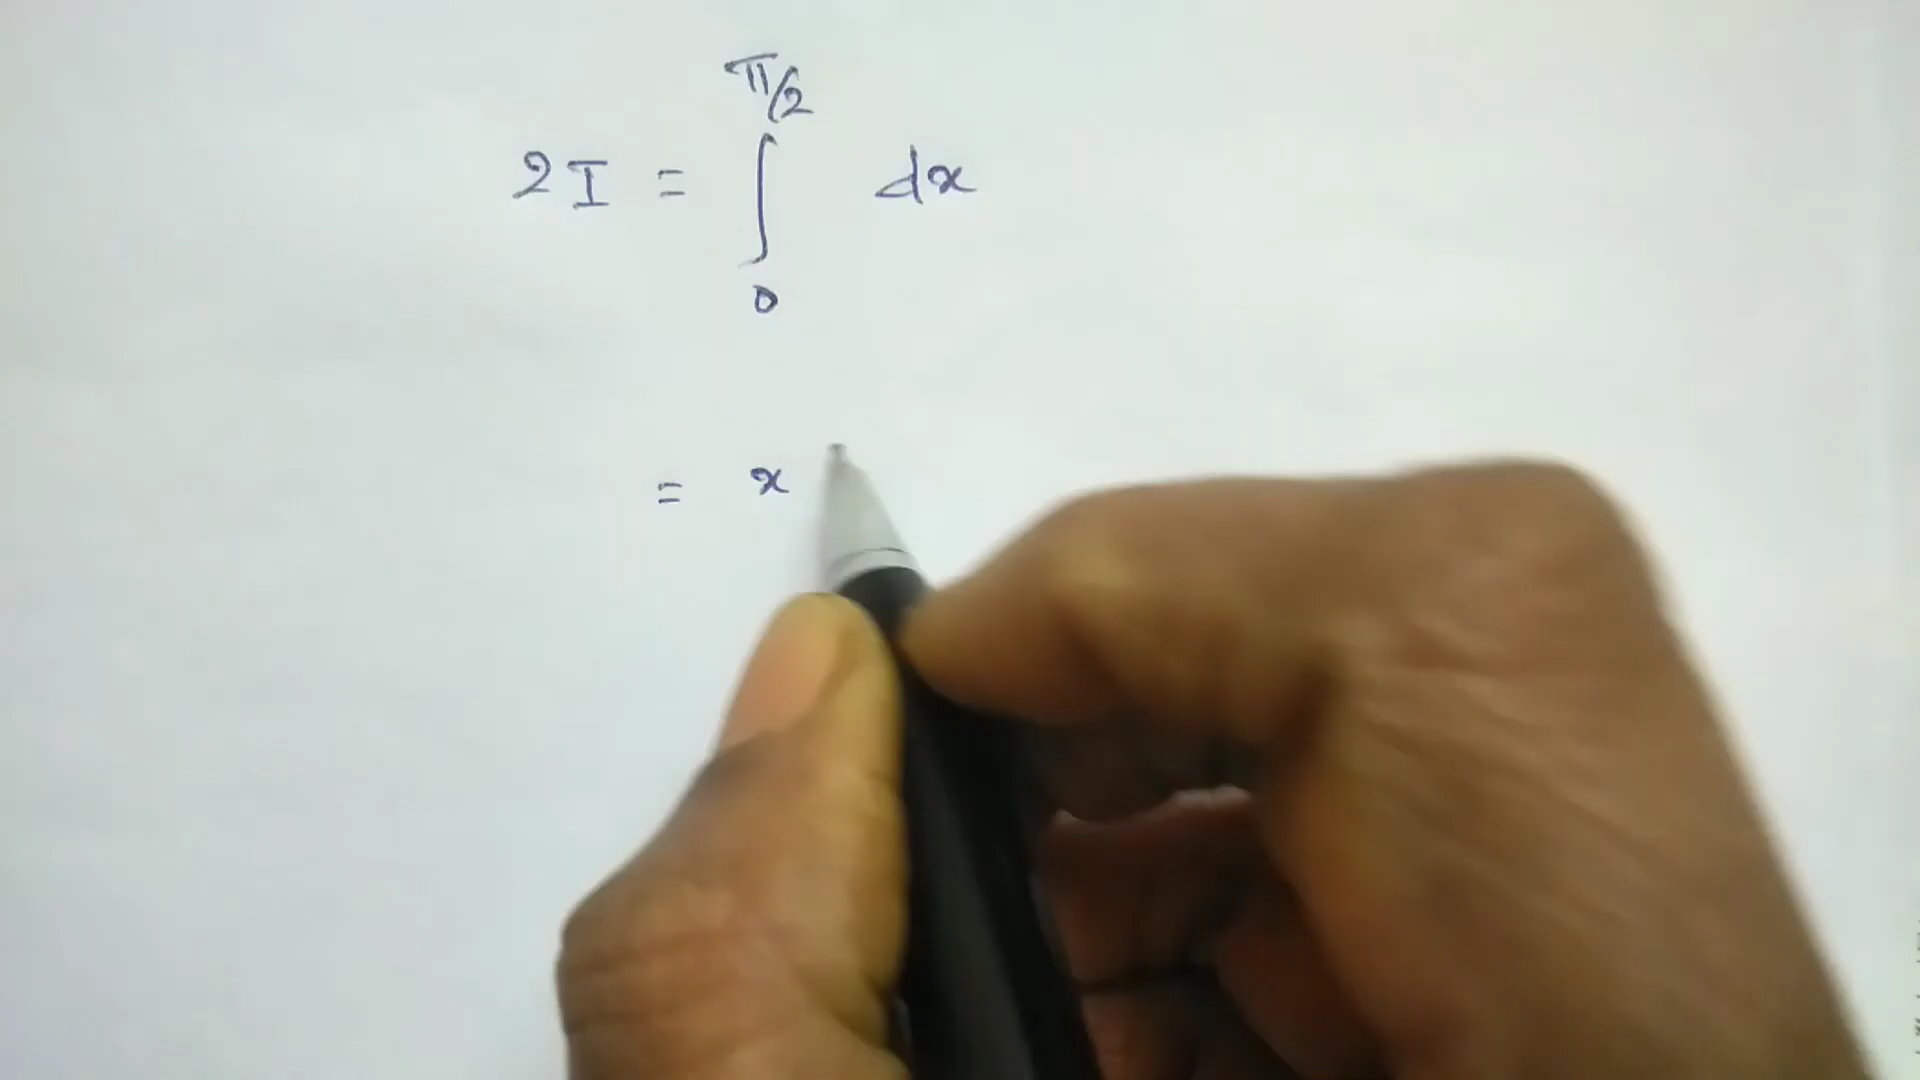 π/2
2I = ∫ dx
0
= x